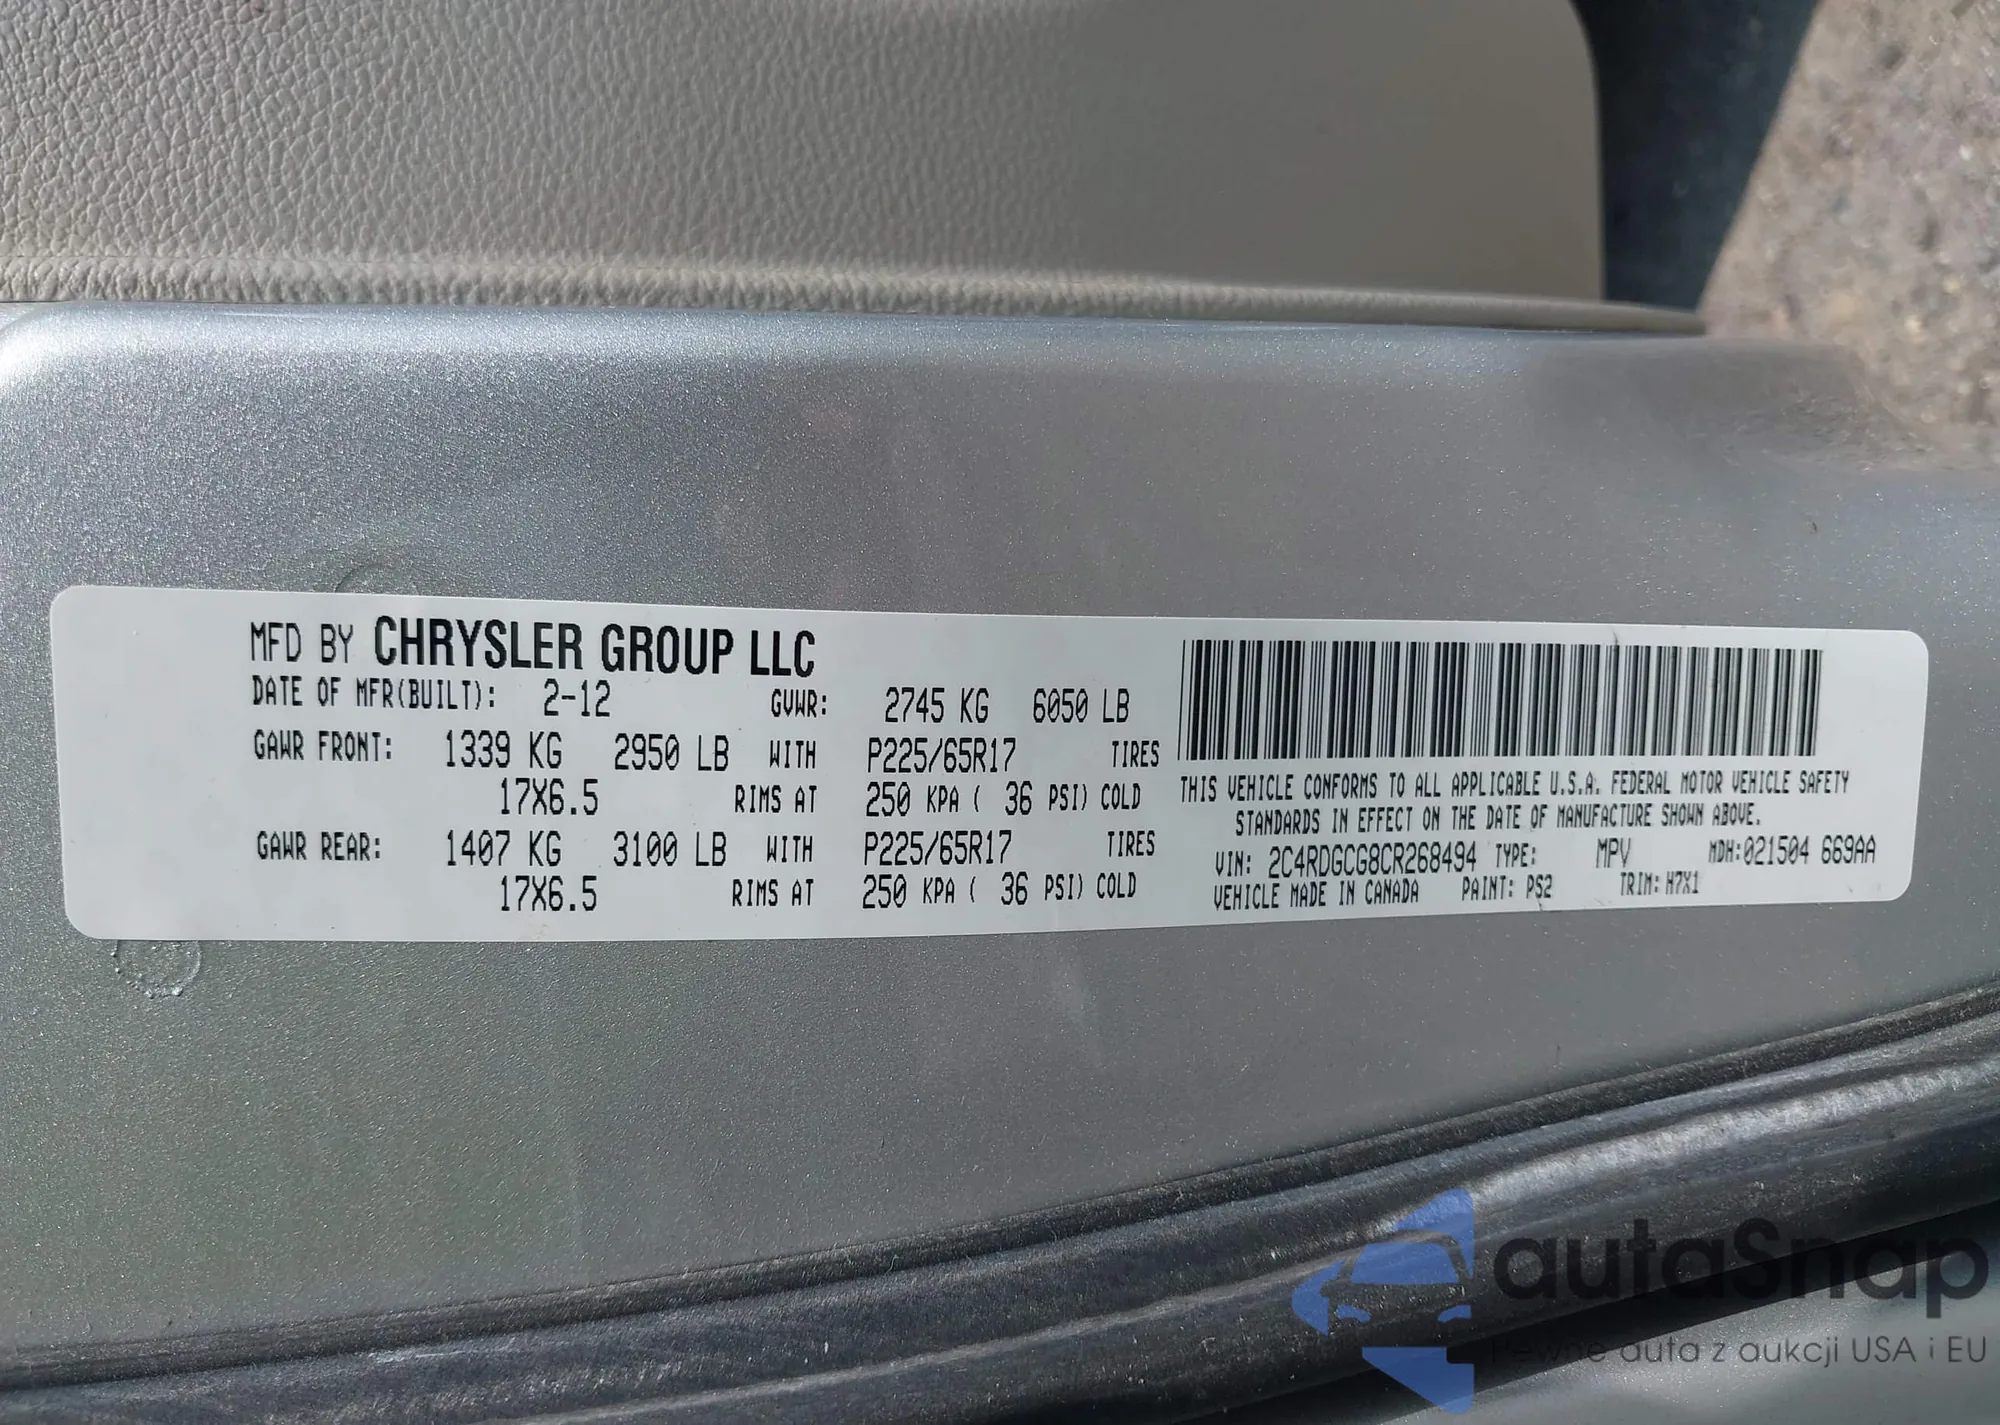 MFD BY CHRYSLER GROUP LLC
DATE OF MFR(BUILT): 2-12 GVWR: 2745 KG 6050 LB
GAWR FRONT: 1339 KG 2950 LB WITH P225/65R17 TIRES
17X6.5 RIMS AT 250 KPA ( 36 PSI) COLD
GAWR REAR: 1407 KG 3100 LB WITH P225/65R17 TIRES
17X6.5 RIMS AT 250 KPA ( 36 PSI) COLD
THIS VEHICLE CONFORMS TO ALL APPLICABLE U.S.A. FEDERAL MOTOR VEHICLE SAFETY
STANDARDS IN EFFECT ON THE DATE OF MANUFACTURE SHOWN ABOVE.
VIN: 2C4RDGCG8CR268494 TYPE: MPV MDH:021504 669AA
VEHICLE MADE IN CANADA PAINT: PS2 TRIM: H7X1
autaSnap
Pewne auta z aukcji USA i EU